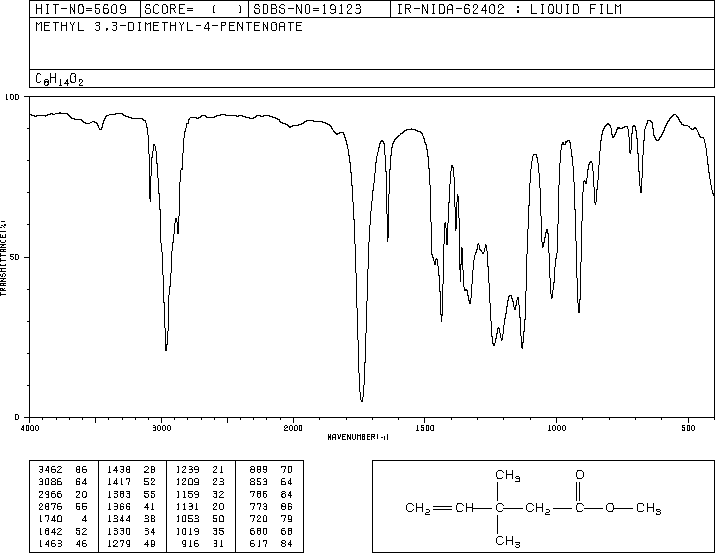 HIT-NO=5609 SCORE= ( ) SDBS-NO=19123 IR-NIDA-62402 : LIQUID FILM
METHYL 3,3-DIMETHYL-4-PENTENOATE
C8H14O2
100
50
0
TRANSMITTANCE(%)
4000 3000 2000 1500 1000 500
WAVENUMBER(-1)
3462 86 1438 28 1239 21 889 70
3086 64 1417 52 1209 23 853 64
2966 20 1383 55 1159 32 786 84
2876 55 1366 41 1131 20 773 86
1740 4 1344 38 1053 50 720 79
1642 52 1330 34 1019 35 680 68
1463 46 1279 49 916 31 617 84
CH3 O
CH2=CH—C—CH2—C—O—CH3
CH3